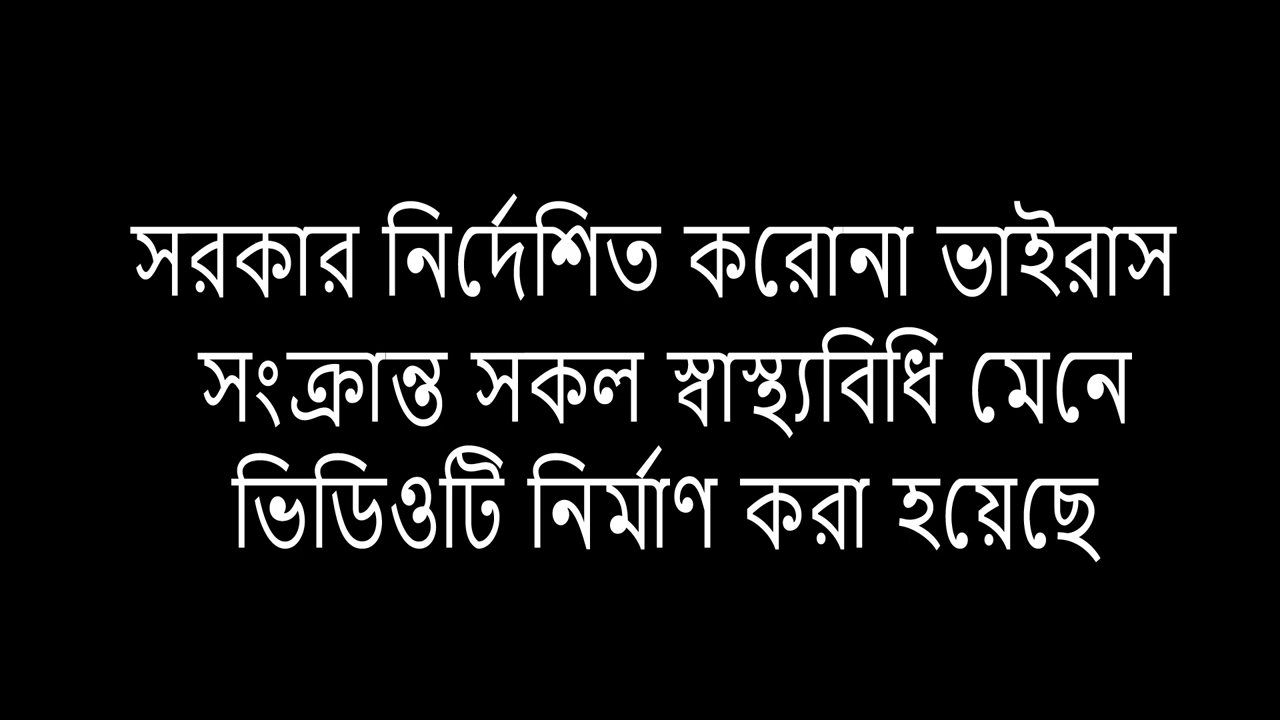 সরকার নির্দেশিত করোনা ভাইরাস
সংক্রান্ত সকল স্বাস্থ্যবিধি মেনে
ভিডিওটি নির্মাণ করা হয়েছে